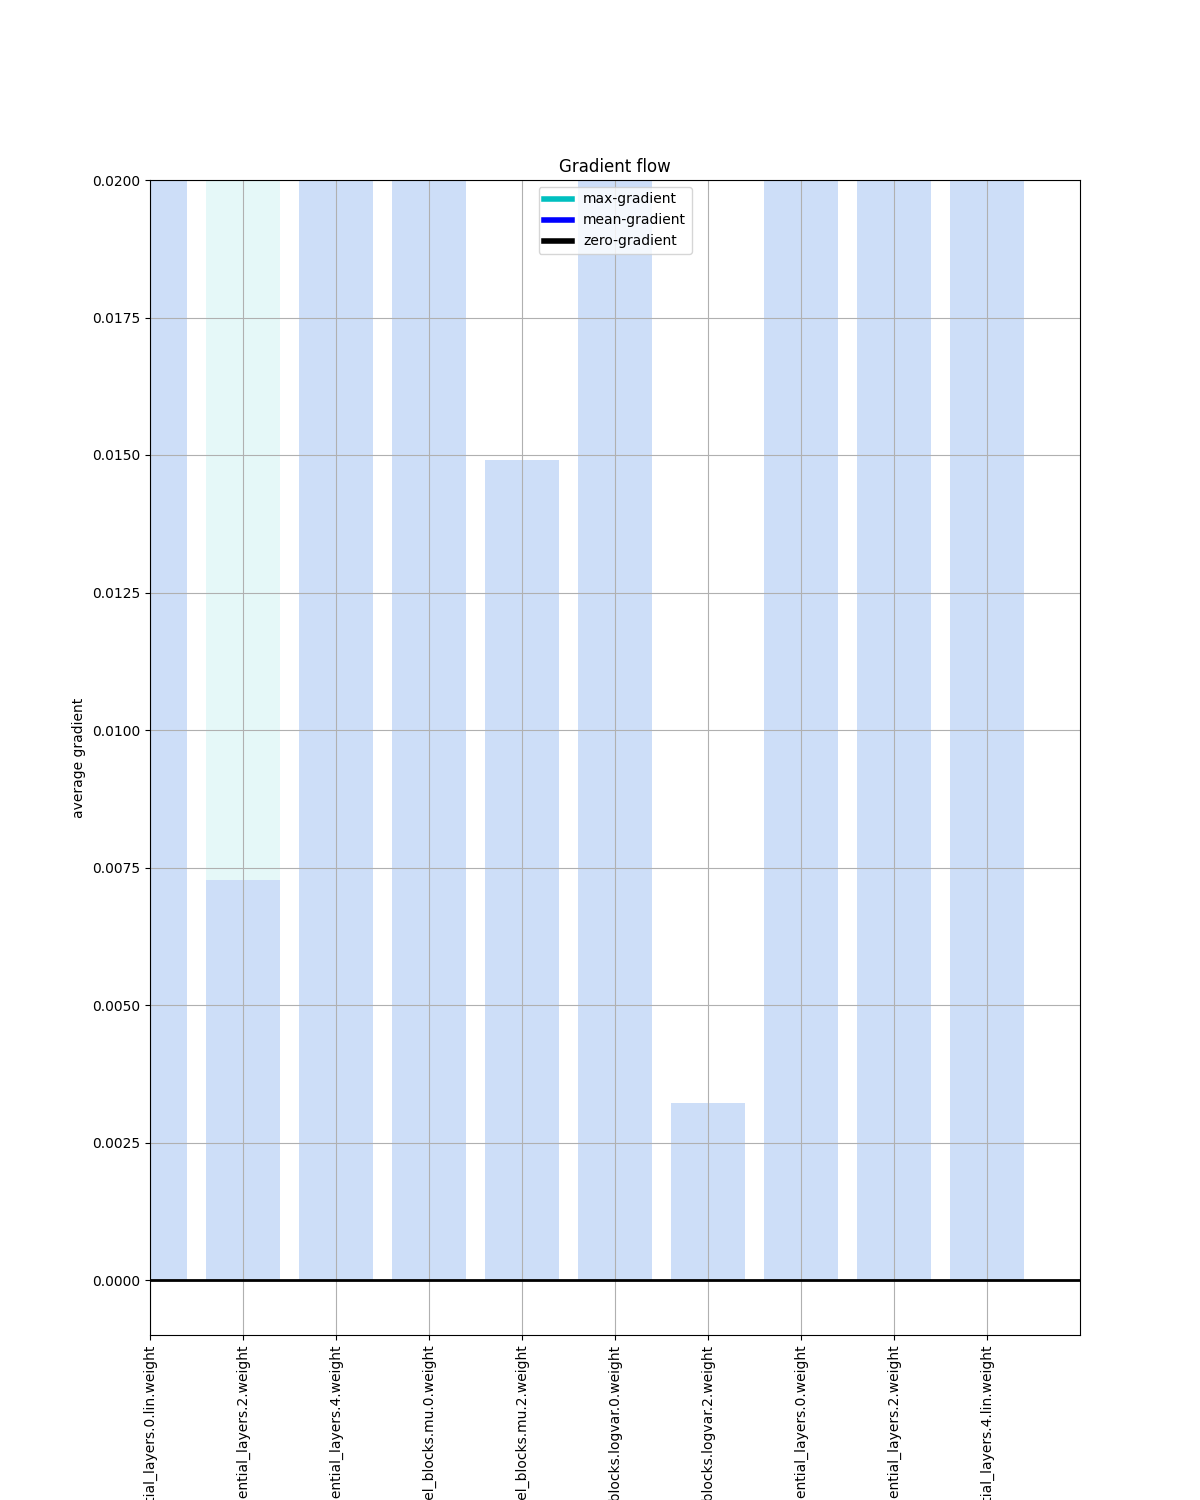 Gradient flow
max-gradient
mean-gradient
zero-gradient
0.0200
0.0175
0.0150
0.0125
0.0100
0.0075
0.0050
0.0025
0.0000
average gradient
tial_layers.0.lin.weight
ential_layers.2.weight
ential_layers.4.weight
el_blocks.mu.0.weight
el_blocks.mu.2.weight
blocks.logvar.0.weight
blocks.logvar.2.weight
ential_layers.0.weight
ential_layers.2.weight
tial_layers.4.lin.weight